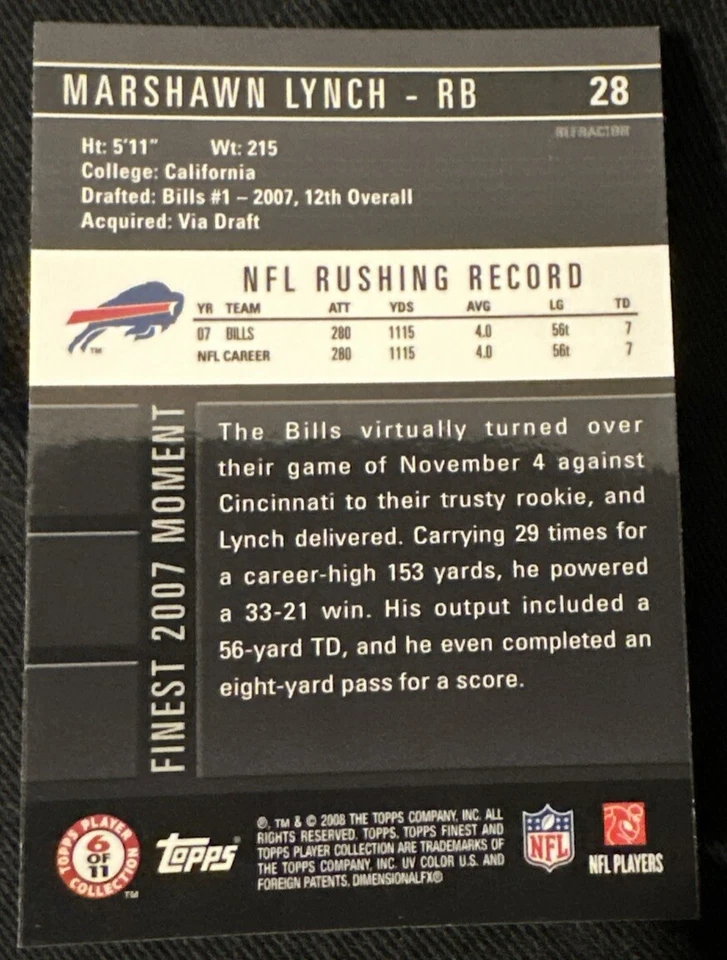 MARSHAWN LYNCH - RB 28
REFRACTOR
Ht: 5'11" Wt: 215
College: California
Drafted: Bills #1 – 2007, 12th Overall
Acquired: Via Draft
NFL RUSHING RECORD
YR TEAM ATT YDS AVG LG TD
07 BILLS 280 1115 4.0 56t 7
NFL CAREER 280 1115 4.0 56t 7
TM
FINEST 2007 MOMENT
The Bills virtually turned over
their game of November 4 against
Cincinnati to their trusty rookie, and
Lynch delivered. Carrying 29 times for
a career-high 153 yards, he powered
a 33-21 win. His output included a
56-yard TD, and he even completed an
eight-yard pass for a score.
TOPPS PLAYER COLLECTION
6
OF
11
TM
topps®
®, TM & © 2008 THE TOPPS COMPANY, INC. ALL
RIGHTS RESERVED. TOPPS, TOPPS FINEST AND
TOPPS PLAYER COLLECTION ARE TRADEMARKS OF
THE TOPPS COMPANY, INC. UV COLOR U.S. AND
FOREIGN PATENTS, DIMENSIONALFX®
NFL
NFL PLAYERS